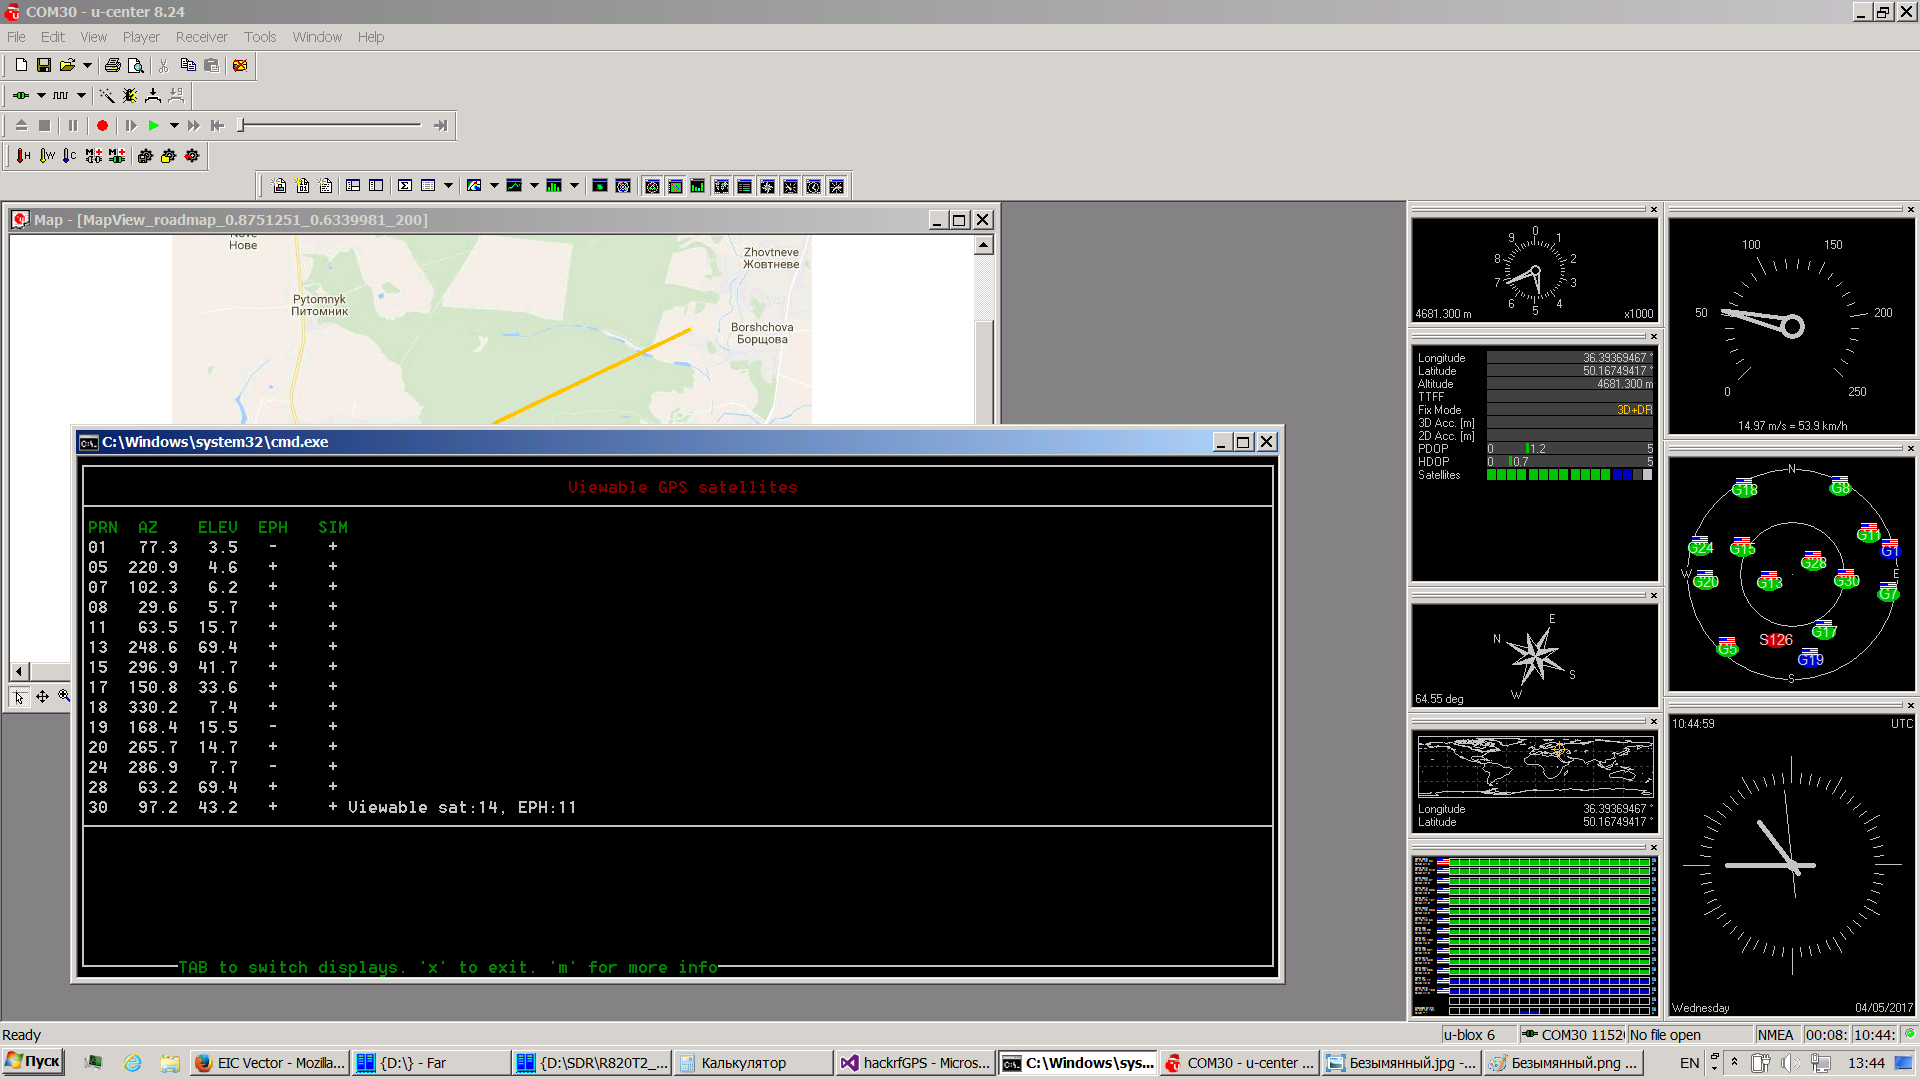 COM30 - u-center 8.24
File Edit View Player Receiver Tools Window Help
Map - [MapView_roadmap_0.8751251_0.6339981_200]
Нове
Zhovtneve
Жовтневе
Pytomnyk
Питомник
Borshchova
Борщова
C:\Windows\system32\cmd.exe
Viewable GPS satellites
PRN AZ ELEV EPH SIM
01 77.3 3.5 - +
05 220.9 4.6 + +
07 102.3 6.2 + +
08 29.6 5.7 + +
11 63.5 15.7 + +
13 248.6 69.4 + +
15 296.9 41.7 + +
17 150.8 33.6 + +
18 330.2 7.4 + +
19 168.4 15.5 - +
20 265.7 14.7 + +
24 286.9 7.7 - +
28 63.2 69.4 + +
30 97.2 43.2 + + Viewable sat:14, EPH:11
TAB to switch displays. 'x' to exit. 'm' for more info
0 1 2 3 4 5 6 7 8 9
4681.300 m x1000
0 50 100 150 200 250
14.97 m/s = 53.9 km/h
Longitude 36.39369467 °
Latitude 50.16749417 °
Altitude 4681.300 m
TTFF
Fix Mode 3D+DR
3D Acc. [m]
2D Acc. [m]
PDOP 0 1.2 5
HDOP 0 0.7 5
Satellites
N
G18 G8
G11
G24 G15 G1
G28
W E
G20 G13 G30
G7
G17
S126
G5
G19
S
E
N
S
W
64.55 deg
Longitude 36.39369467 °
Latitude 50.16749417 °
10:44:59 UTC
Wednesday 04/05/2017
Ready
u-blox 6 COM30 1152 No file open NMEA 00:08: 10:44:
Пуск
EIC Vector - Mozilla...
{D:\} - Far
{D:\SDR\R820T2_...
Калькулятор
hackrfGPS - Micros...
C:\Windows\sys...
COM30 - u-center ...
Безымянный.jpg -...
Безымянный.png ...
EN 13:44